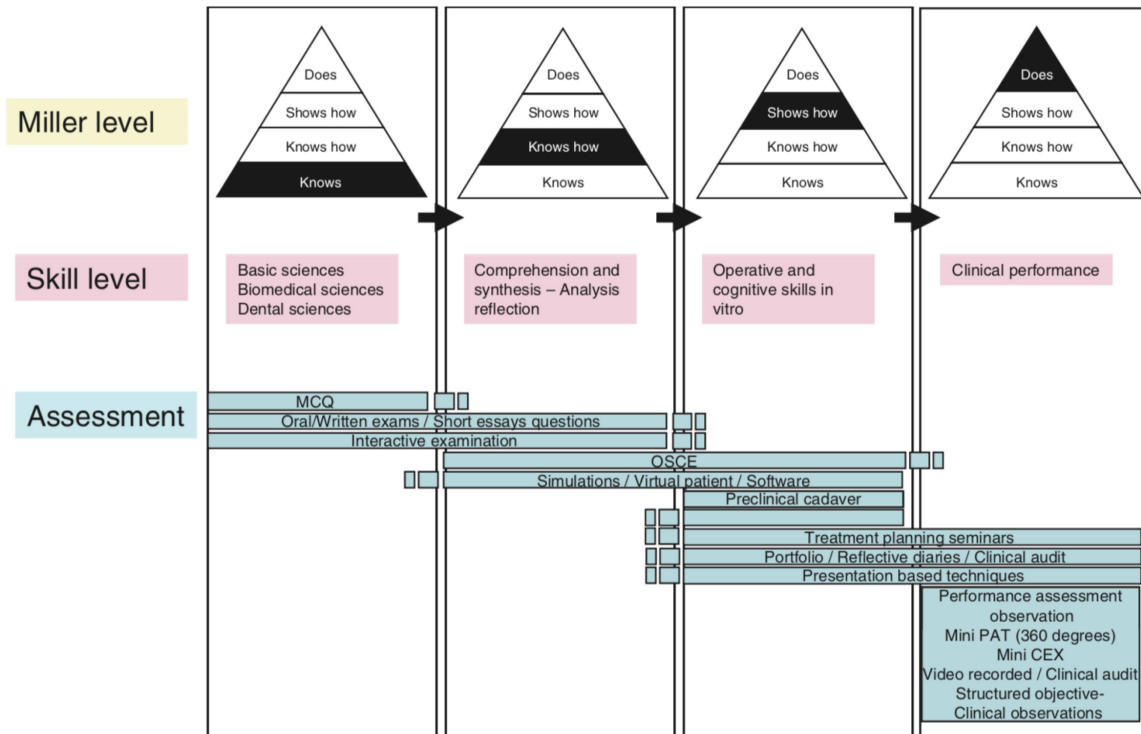 Miller level
Does
Shows how
Knows how
Knows
Does
Shows how
Knows how
Knows
Does
Shows how
Knows how
Knows
Does
Shows how
Knows how
Knows
Skill level
Basic sciences
Biomedical sciences
Dental sciences
Comprehension and
synthesis – Analysis
reflection
Operative and
cognitive skills in
vitro
Clinical performance
Assessment
MCQ
Oral/Written exams / Short essays questions
Interactive examination
OSCE
Simulations / Virtual patient / Software
Preclinical cadaver
Treatment planning seminars
Portfolio / Reflective diaries / Clinical audit
Presentation based techniques
Performance assessment
observation
Mini PAT (360 degrees)
Mini CEX
Video recorded / Clinical audit
Structured objective-
Clinical observations